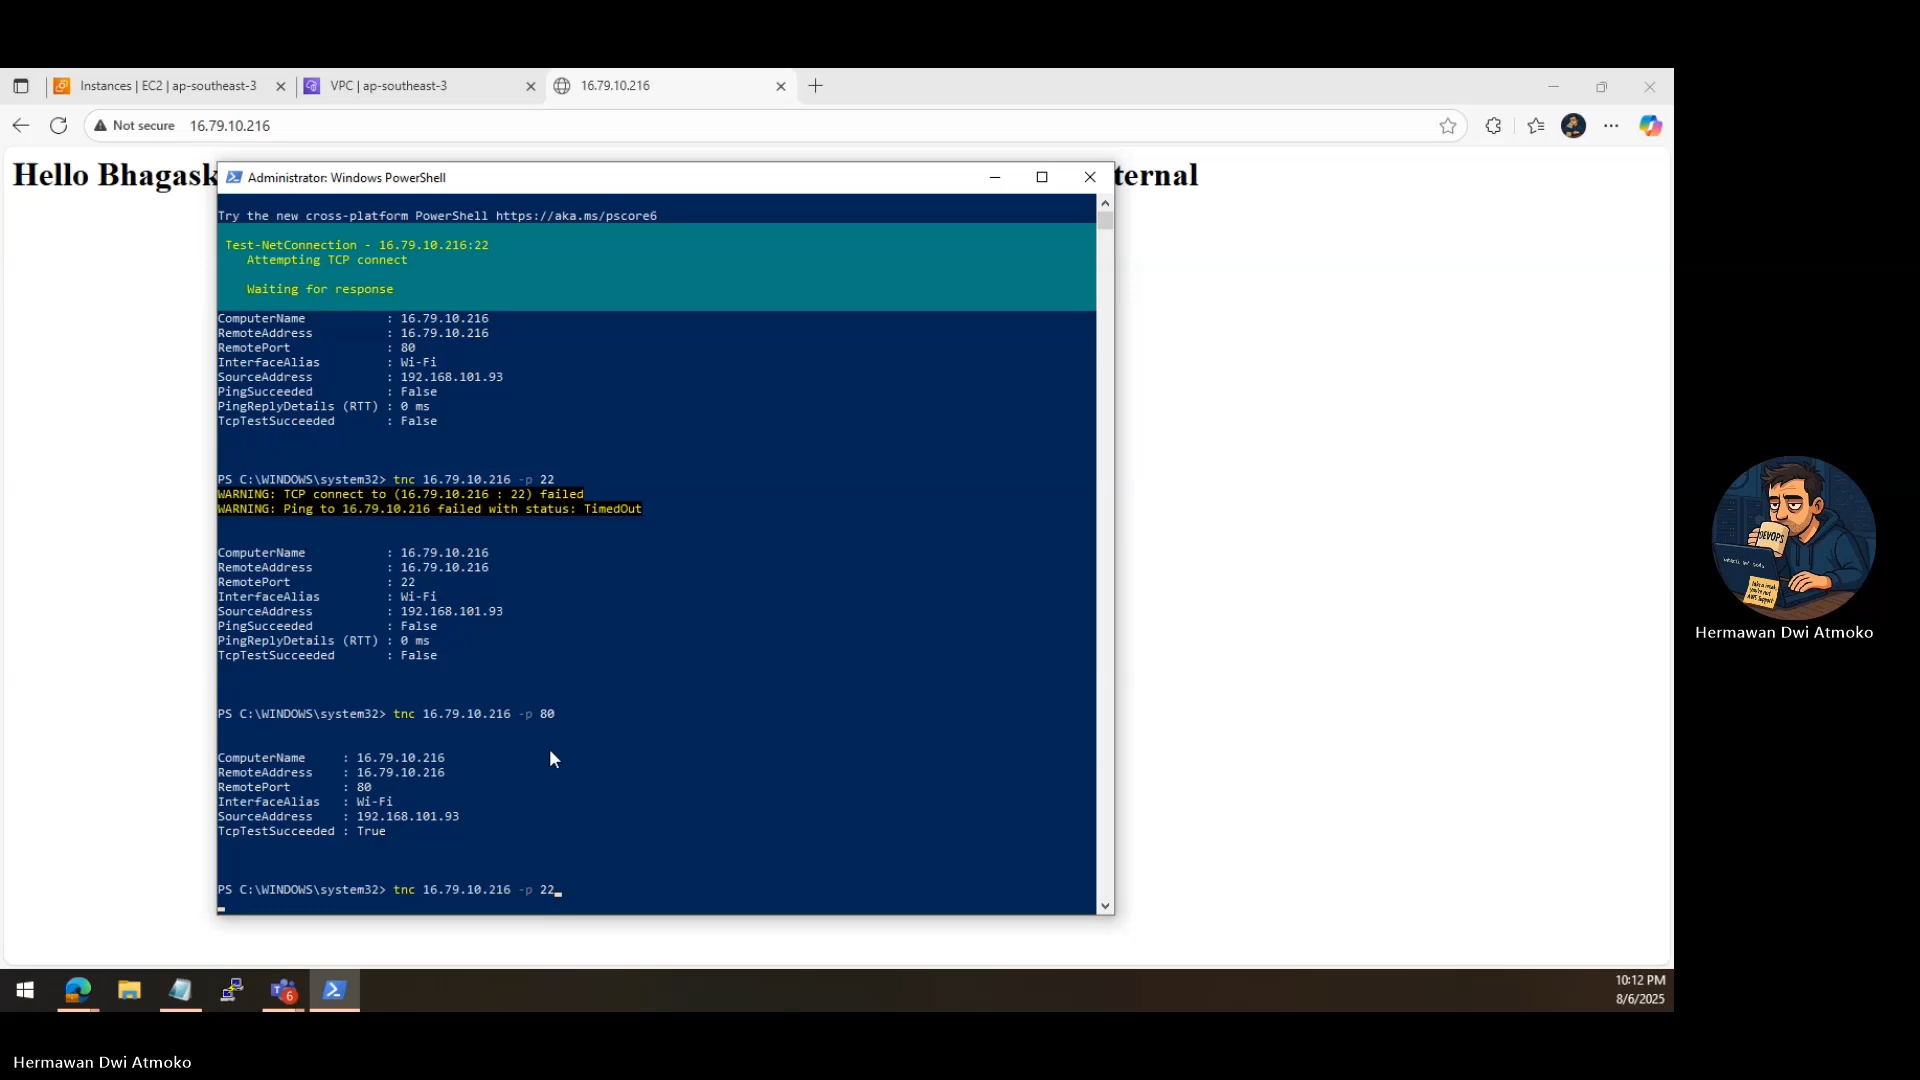 Instances | EC2 | ap-southeast-3
VPC | ap-southeast-3
16.79.10.216
Not secure 16.79.10.216
Hello Bhagask
ternal
Administrator: Windows PowerShell
Try the new cross-platform PowerShell https://aka.ms/pscore6
Test-NetConnection - 16.79.10.216:22
Attempting TCP connect
Waiting for response
ComputerName : 16.79.10.216
RemoteAddress : 16.79.10.216
RemotePort : 80
InterfaceAlias : Wi-Fi
SourceAddress : 192.168.101.93
PingSucceeded : False
PingReplyDetails (RTT) : 0 ms
TcpTestSucceeded : False
PS C:\WINDOWS\system32> tnc 16.79.10.216 -p 22
WARNING: TCP connect to (16.79.10.216 : 22) failed
WARNING: Ping to 16.79.10.216 failed with status: TimedOut
ComputerName : 16.79.10.216
RemoteAddress : 16.79.10.216
RemotePort : 22
InterfaceAlias : Wi-Fi
SourceAddress : 192.168.101.93
PingSucceeded : False
PingReplyDetails (RTT) : 0 ms
TcpTestSucceeded : False
PS C:\WINDOWS\system32> tnc 16.79.10.216 -p 80
ComputerName : 16.79.10.216
RemoteAddress : 16.79.10.216
RemotePort : 80
InterfaceAlias : Wi-Fi
SourceAddress : 192.168.101.93
TcpTestSucceeded : True
PS C:\WINDOWS\system32> tnc 16.79.10.216 -p 22
6
10:12 PM
8/6/2025
DEVOPS
Hermawan Dwi Atmoko
Hermawan Dwi Atmoko